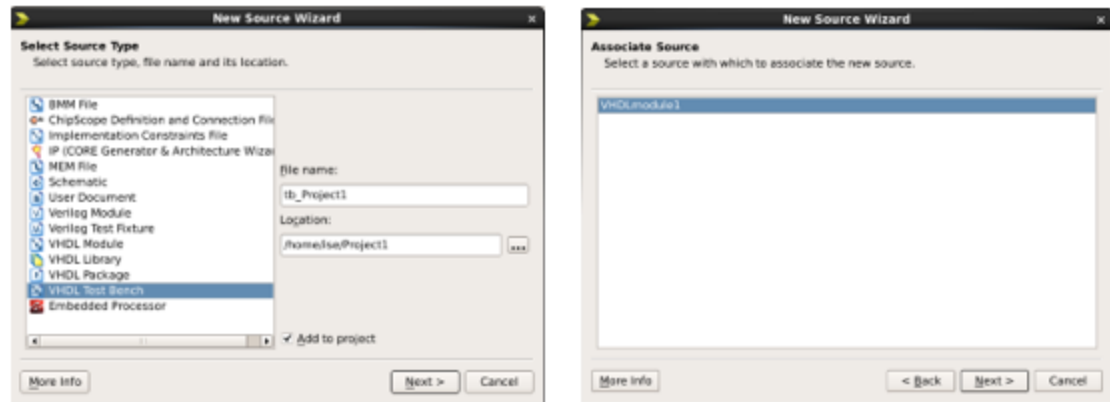 New Source Wizard
Select Source Type
Select source type, file name and its location.
BMM File
ChipScope Definition and Connection File
Implementation Constraints File
IP (CORE Generator & Architecture Wizar
MEM File
Schematic
User Document
Verilog Module
Verilog Test Fixture
VHDL Module
VHDL Library
VHDL Package
VHDL Test Bench
Embedded Processor
File name:
tb_Project1
Location:
/home/ise/Project1
...
Add to project
More Info
Next >
Cancel
New Source Wizard
Associate Source
Select a source with which to associate the new source.
VHDLmodule1
More Info
< Back
Next >
Cancel